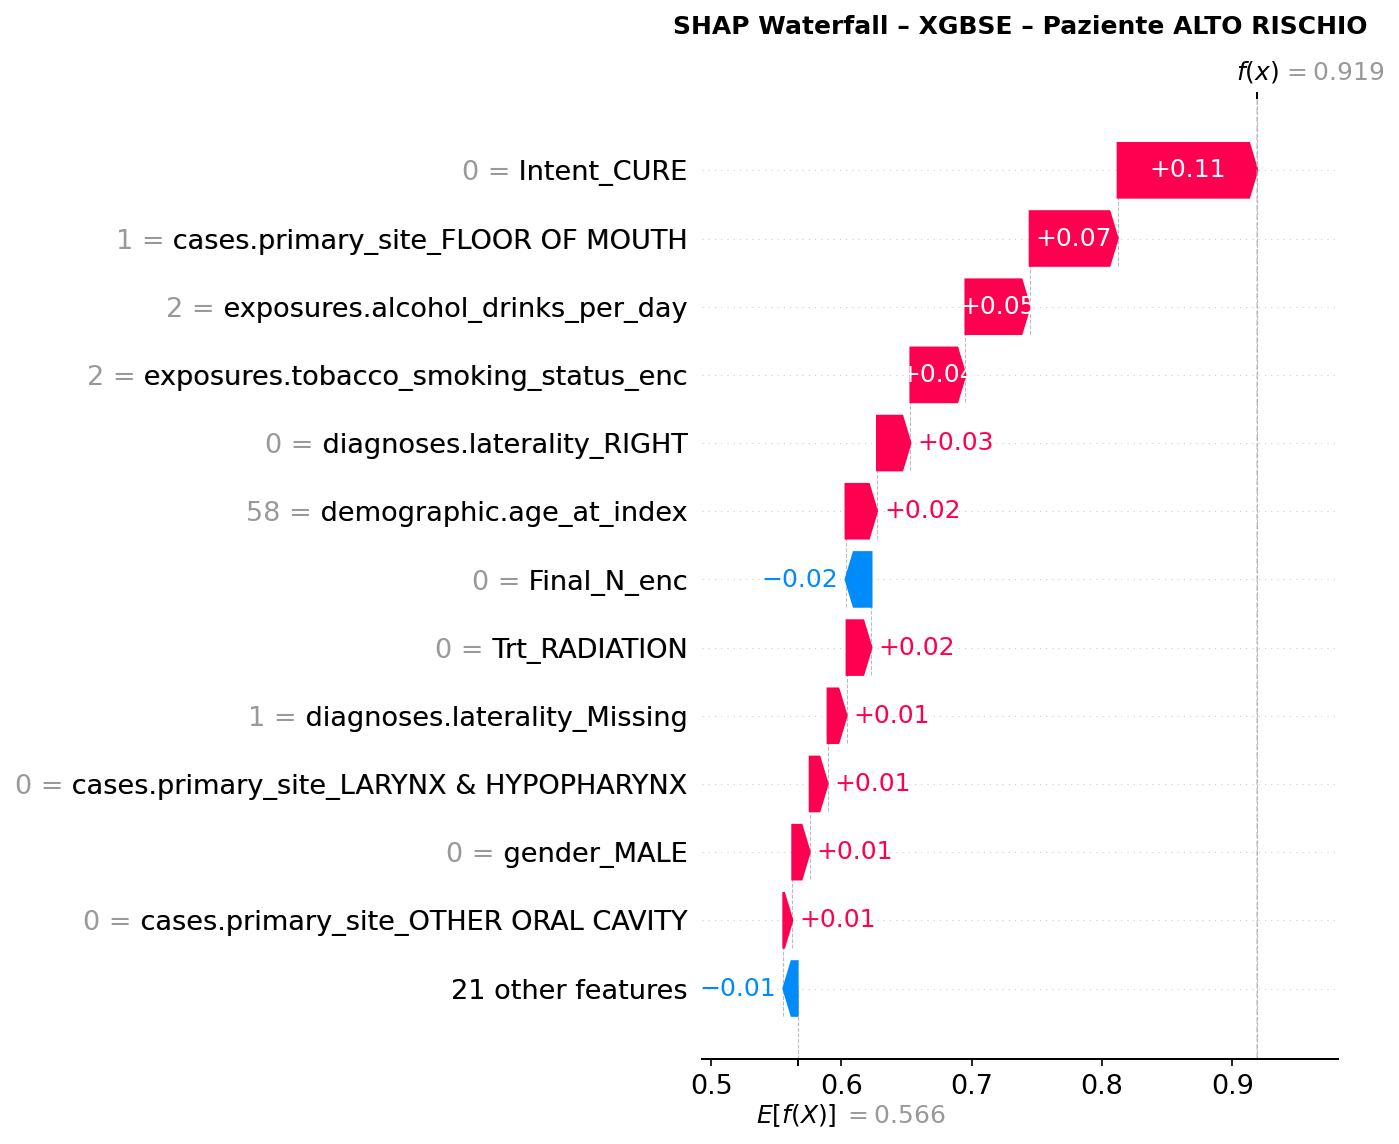 SHAP Waterfall – XGBSE – Paziente ALTO RISCHIO
f(x) = 0.919
0 = Intent_CURE +0.11
1 = cases.primary_site_FLOOR OF MOUTH +0.07
2 = exposures.alcohol_drinks_per_day +0.05
2 = exposures.tobacco_smoking_status_enc +0.04
0 = diagnoses.laterality_RIGHT +0.03
58 = demographic.age_at_index +0.02
0 = Final_N_enc −0.02
0 = Trt_RADIATION +0.02
1 = diagnoses.laterality_Missing +0.01
0 = cases.primary_site_LARYNX & HYPOPHARYNX +0.01
0 = gender_MALE +0.01
0 = cases.primary_site_OTHER ORAL CAVITY +0.01
21 other features −0.01
0.5 0.6 0.7 0.8 0.9
E[f(X)] = 0.566